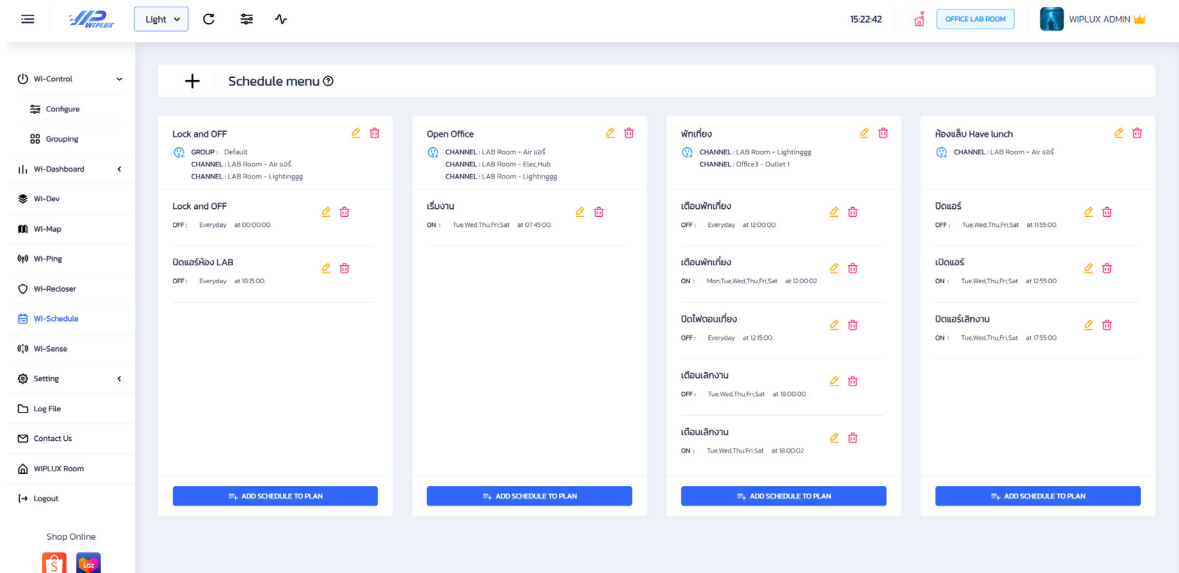 WIPLUX
Light
15:22:42
OFFICE LAB ROOM
WIPLUX ADMIN
Wi-Control
Configure
Grouping
Wi-Dashboard
Wi-Dev
Wi-Map
Wi-Ping
Wi-Recloser
Wi-Schedule
Wi-Sense
Setting
Log File
Contact Us
WIPLUX Room
Logout
Shop Online
Laz
Schedule menu
Lock and OFF
GROUP : Default
CHANNEL : LAB Room - Air แอร์
CHANNEL : LAB Room - Lightinggg
Lock and OFF
OFF : Everyday at 00:00:00.
ปิดแอร์ห้อง LAB
OFF : Everyday at 18:15:00.
ADD SCHEDULE TO PLAN
Open Office
CHANNEL : LAB Room - Air แอร์
CHANNEL : LAB Room - Elec,Hub
CHANNEL : LAB Room - Lightinggg
เริ่มงาน
ON : Tue,Wed,Thu,Fri,Sat at 07:45:00.
ADD SCHEDULE TO PLAN
พักเที่ยง
CHANNEL : LAB Room - Lightinggg
CHANNEL : Office3 - Outlet 1
เตือนพักเที่ยง
OFF : Everyday at 12:00:00.
เตือนพักเที่ยง
ON : Mon,Tue,Wed,Thu,Fri,Sat at 12:00:02.
ปิดไฟตอนเที่ยง
OFF : Everyday at 12:15:00.
เตือนเลิกงาน
OFF : Tue,Wed,Thu,Fri,Sat at 18:00:00.
เตือนเลิกงาน
ON : Tue,Wed,Thu,Fri,Sat at 18:00:02.
ADD SCHEDULE TO PLAN
ห้องแล็บ Have lunch
CHANNEL : LAB Room - Air แอร์
ปิดแอร์
OFF : Tue,Wed,Thu,Fri,Sat at 11:55:00.
เปิดแอร์
ON : Tue,Wed,Thu,Fri,Sat at 12:55:00.
ปิดแอร์เลิกงาน
ON : Tue,Wed,Thu,Fri,Sat at 17:55:00.
ADD SCHEDULE TO PLAN